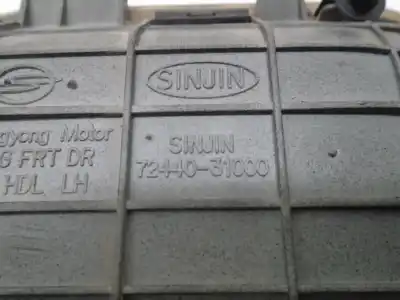 SINJIN
gyong Motor
G FRT DR
HDL LH
SINJIN
72440-31000